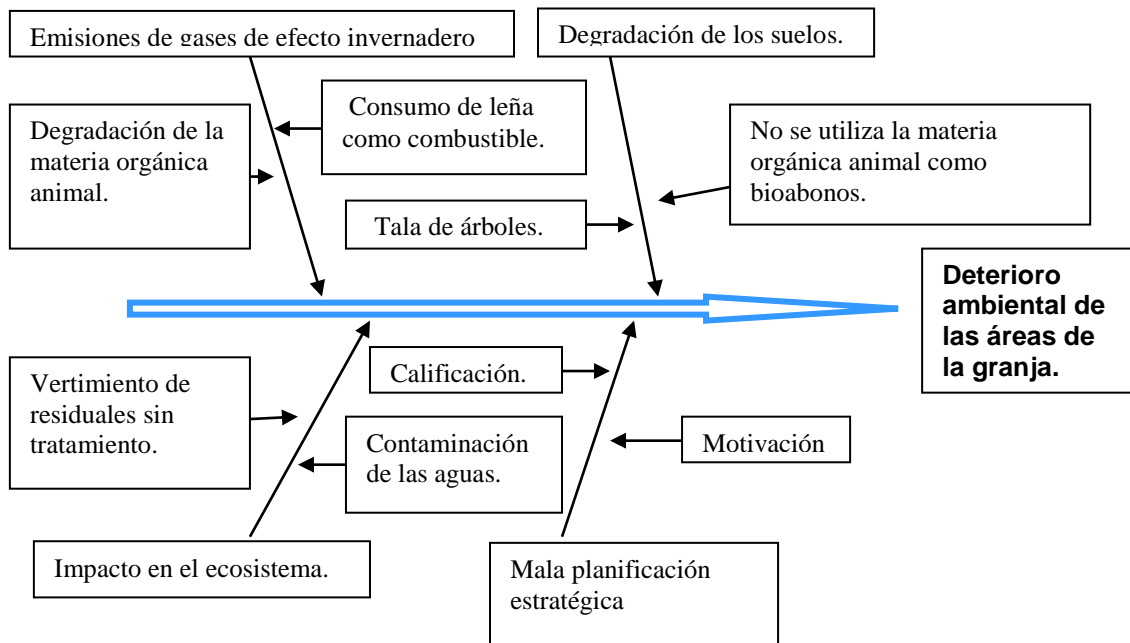 Emisiones de gases de efecto invernadero
Degradación de los suelos.
Consumo de leña
como combustible.
Degradación de la
materia orgánica
animal.
No se utiliza la materia
orgánica animal como
bioabonos.
Tala de árboles.
Deterioro
ambiental de
las áreas de
la granja.
Calificación.
Vertimiento de
residuales sin
tratamiento.
Contaminación
de las aguas.
Motivación
Impacto en el ecosistema.
Mala planificación
estratégica